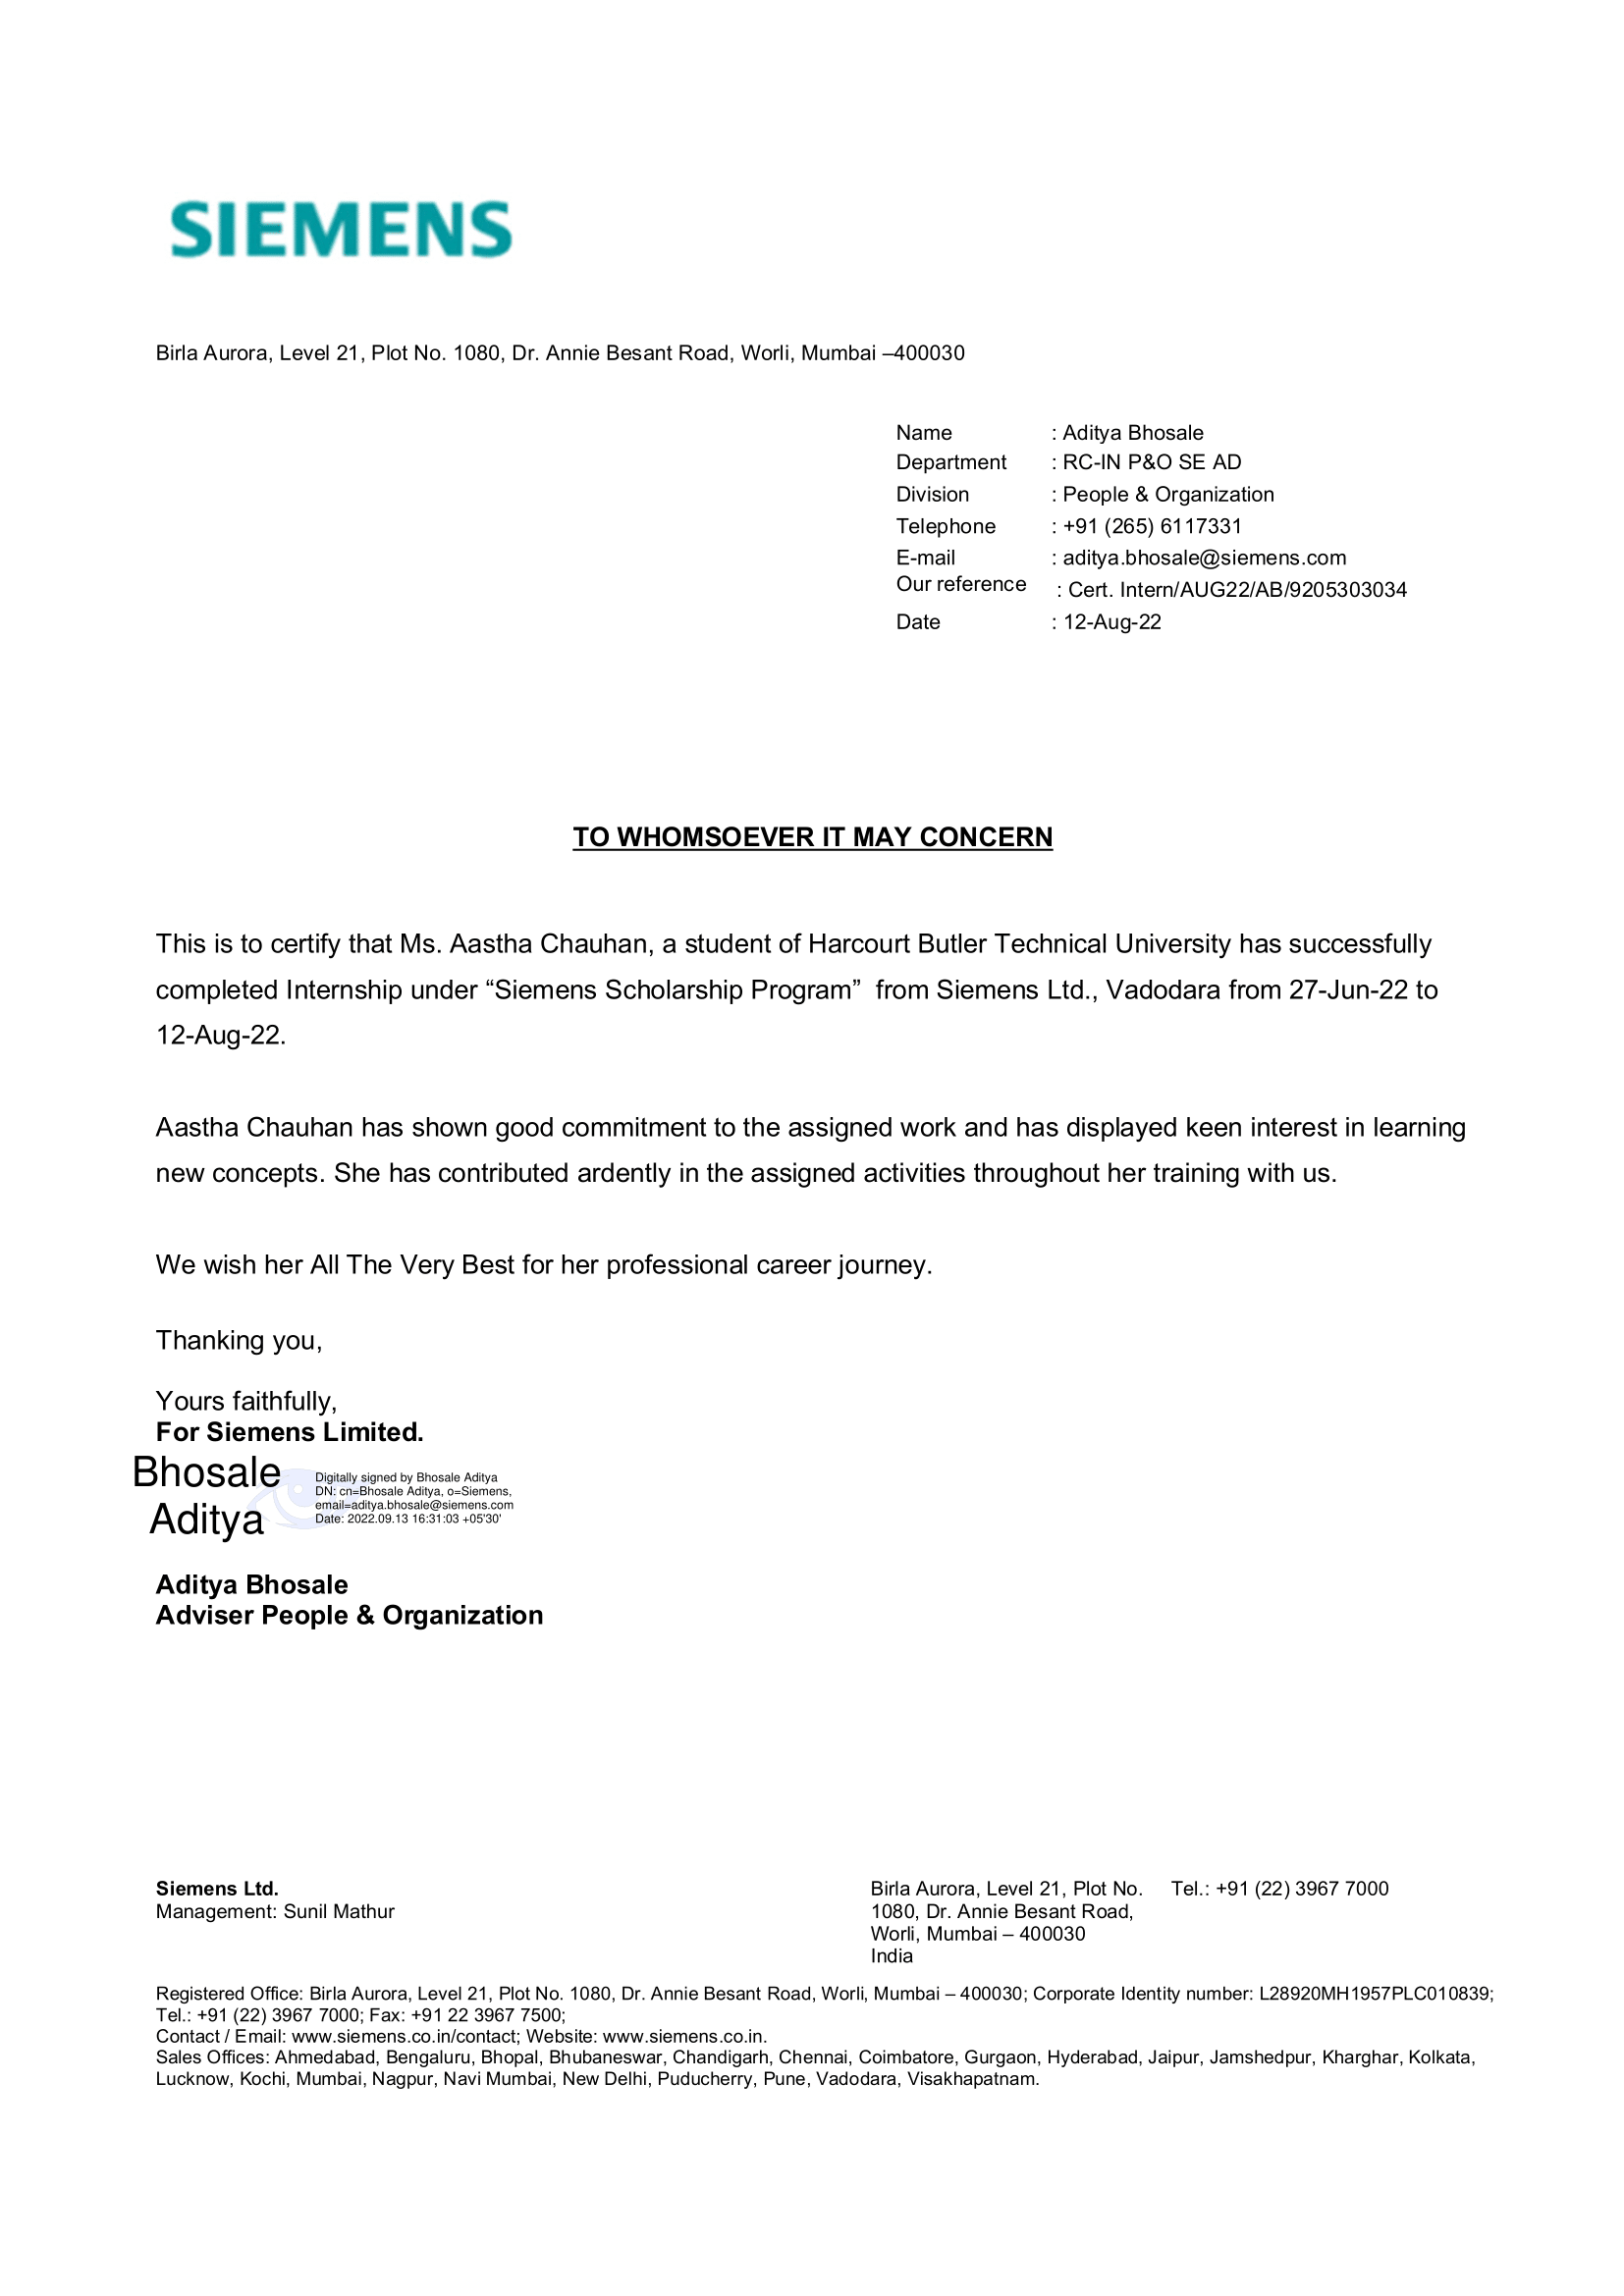 SIEMENS
Birla Aurora, Level 21, Plot No. 1080, Dr. Annie Besant Road, Worli, Mumbai –400030
Name : Aditya Bhosale
Department : RC-IN P&O SE AD
Division : People & Organization
Telephone : +91 (265) 6117331
E-mail : aditya.bhosale@siemens.com
Our reference : Cert. Intern/AUG22/AB/9205303034
Date : 12-Aug-22
TO WHOMSOEVER IT MAY CONCERN
This is to certify that Ms. Aastha Chauhan, a student of Harcourt Butler Technical University has successfully
completed Internship under “Siemens Scholarship Program”  from Siemens Ltd., Vadodara from 27-Jun-22 to
12-Aug-22.
Aastha Chauhan has shown good commitment to the assigned work and has displayed keen interest in learning
new concepts. She has contributed ardently in the assigned activities throughout her training with us.
We wish her All The Very Best for her professional career journey.
Thanking you,
Yours faithfully,
For Siemens Limited.
Bhosale
Aditya
Digitally signed by Bhosale Aditya
DN: cn=Bhosale Aditya, o=Siemens,
email=aditya.bhosale@siemens.com
Date: 2022.09.13 16:31:03 +05'30'
Aditya Bhosale
Adviser People & Organization
Siemens Ltd.
Management: Sunil Mathur
Birla Aurora, Level 21, Plot No.
1080, Dr. Annie Besant Road,
Worli, Mumbai – 400030
India
Tel.: +91 (22) 3967 7000
Registered Office: Birla Aurora, Level 21, Plot No. 1080, Dr. Annie Besant Road, Worli, Mumbai – 400030; Corporate Identity number: L28920MH1957PLC010839;
Tel.: +91 (22) 3967 7000; Fax: +91 22 3967 7500;
Contact / Email: www.siemens.co.in/contact; Website: www.siemens.co.in.
Sales Offices: Ahmedabad, Bengaluru, Bhopal, Bhubaneswar, Chandigarh, Chennai, Coimbatore, Gurgaon, Hyderabad, Jaipur, Jamshedpur, Kharghar, Kolkata,
Lucknow, Kochi, Mumbai, Nagpur, Navi Mumbai, New Delhi, Puducherry, Pune, Vadodara, Visakhapatnam.